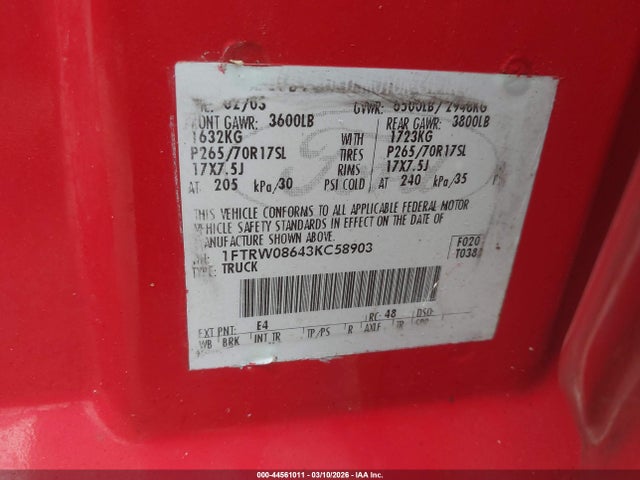 02/03 GVWR: 6500LB/ 2948KG
FRONT GAWR: 3600LB REAR GAWR: 3800LB
1632KG WITH 1723KG
P265/70R17SL TIRES P265/70R17SL
17X7.5J RIMS 17X7.5J
AT 205 kPa/30 PSI COLD AT 240 kPa/35
THIS VEHICLE CONFORMS TO ALL APPLICABLE FEDERAL MOTOR
VEHICLE SAFETY STANDARDS IN EFFECT ON THE DATE OF
MANUFACTURE SHOWN ABOVE.
1FTRW08643KC58903 F020
TYPE: TRUCK T038
EXT PNT: E4 RC: 48 DSO:
WB BRK INT TR TP/PS R AXLE TR SPR
000-44561011 - 03/10/2026 - IAA Inc.